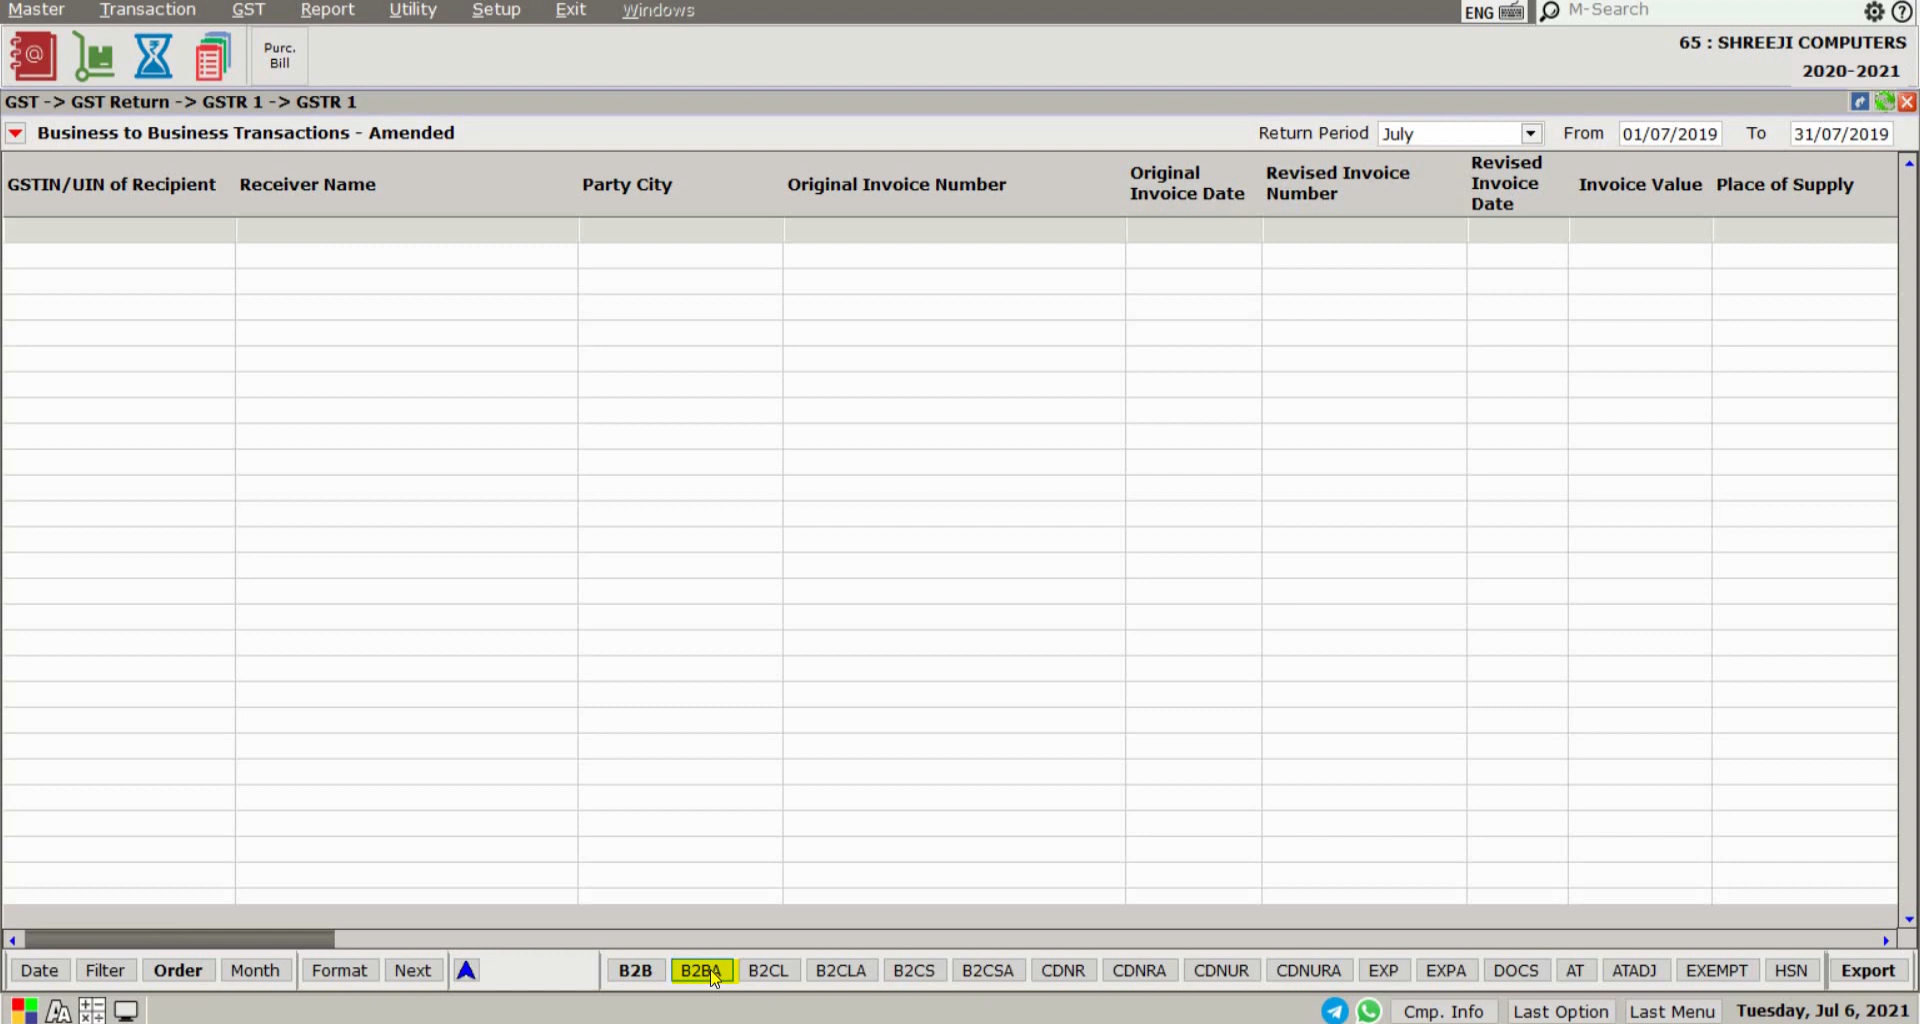 Master Transaction GST Report Utility Setup Exit Windows ENG M-Search
Purc.
Bill
65 : SHREEJI COMPUTERS
2020-2021
GST -> GST Return -> GSTR 1 -> GSTR 1
Business to Business Transactions - Amended Return Period July From 01/07/2019 To 31/07/2019
GSTIN/UIN of Recipient Receiver Name Party City Original Invoice Number Original Invoice Date Revised Invoice Number Revised Invoice Date Invoice Value Place of Supply
Date Filter Order Month Format Next B2B B2BA B2CL B2CLA B2CS B2CSA CDNR CDNRA CDNUR CDNURA EXP EXPA DOCS AT ATADJ EXEMPT HSN Export
Cmp. Info Last Option Last Menu Tuesday, Jul 6, 2021